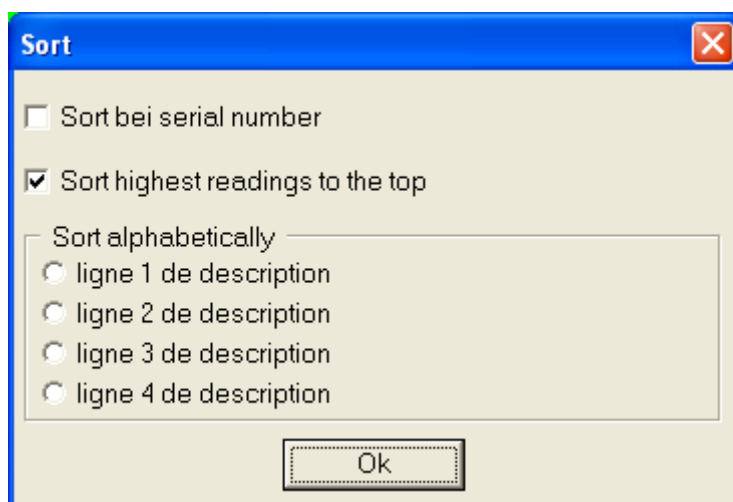 Sort
Sort bei serial number
Sort highest readings to the top
Sort alphabetically
ligne 1 de description
ligne 2 de description
ligne 3 de description
ligne 4 de description
Ok